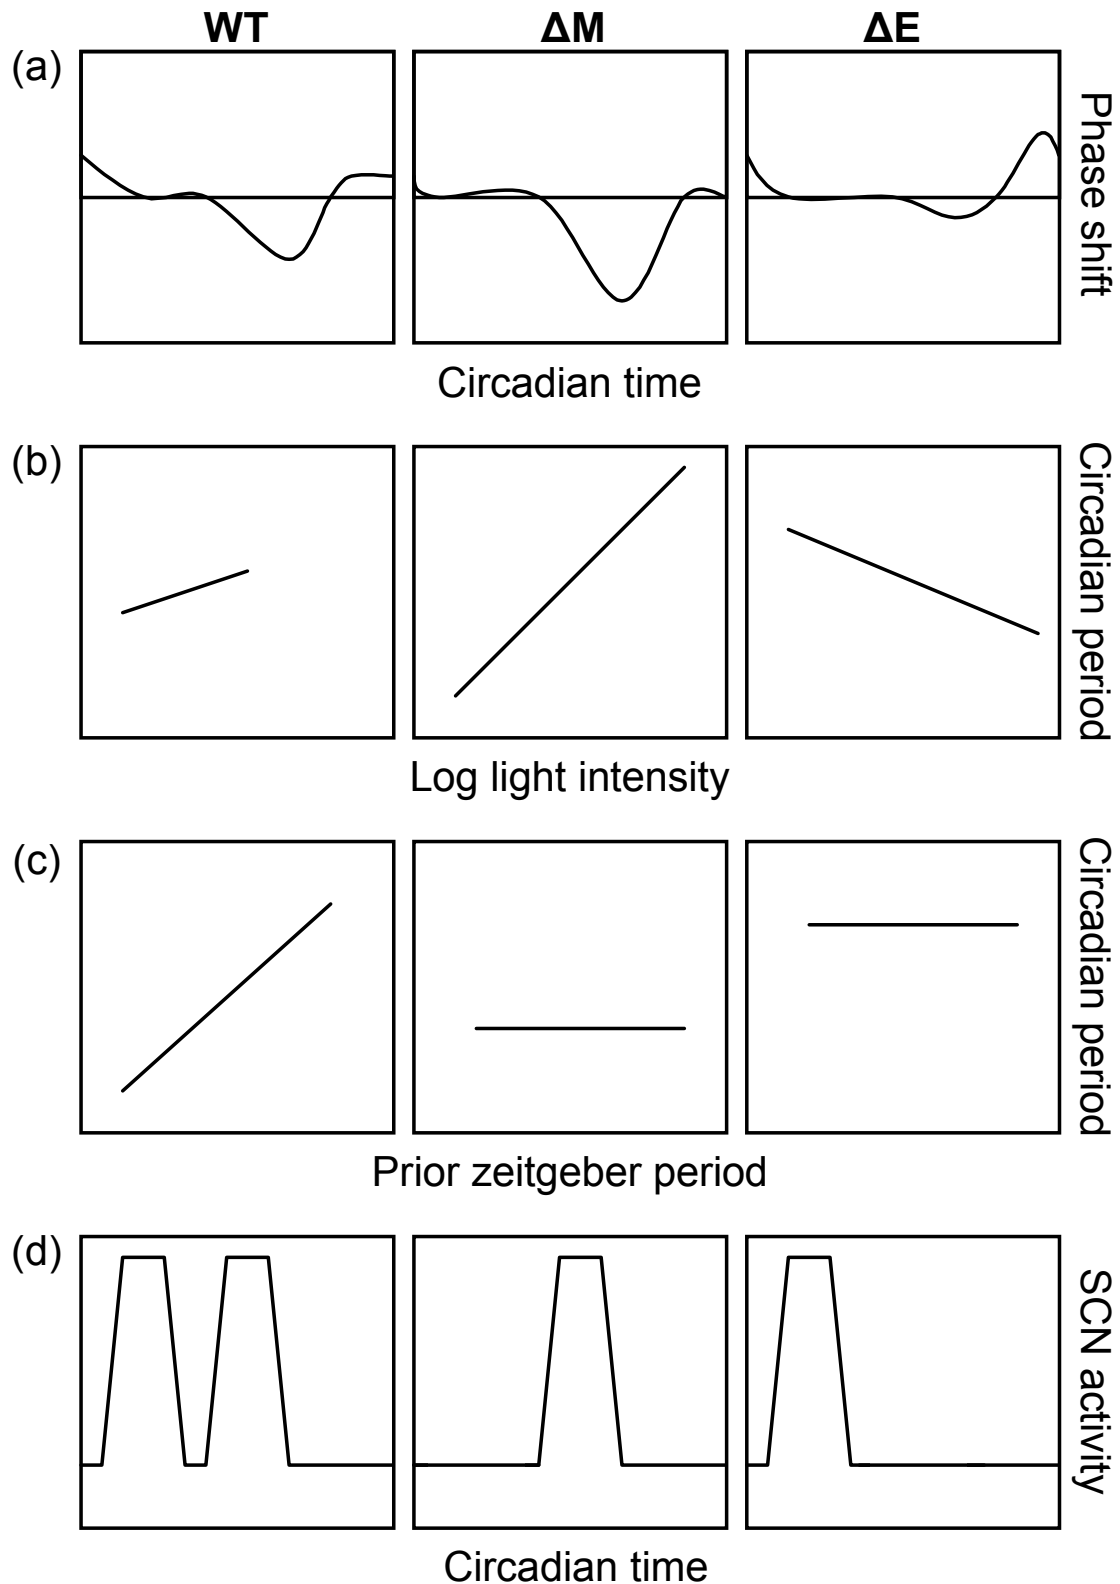 WT ΔM ΔE
(a)
Phase shift
Circadian time
(b)
Circadian period
Log light intensity
(c)
Circadian period
Prior zeitgeber period
(d)
SCN activity
Circadian time